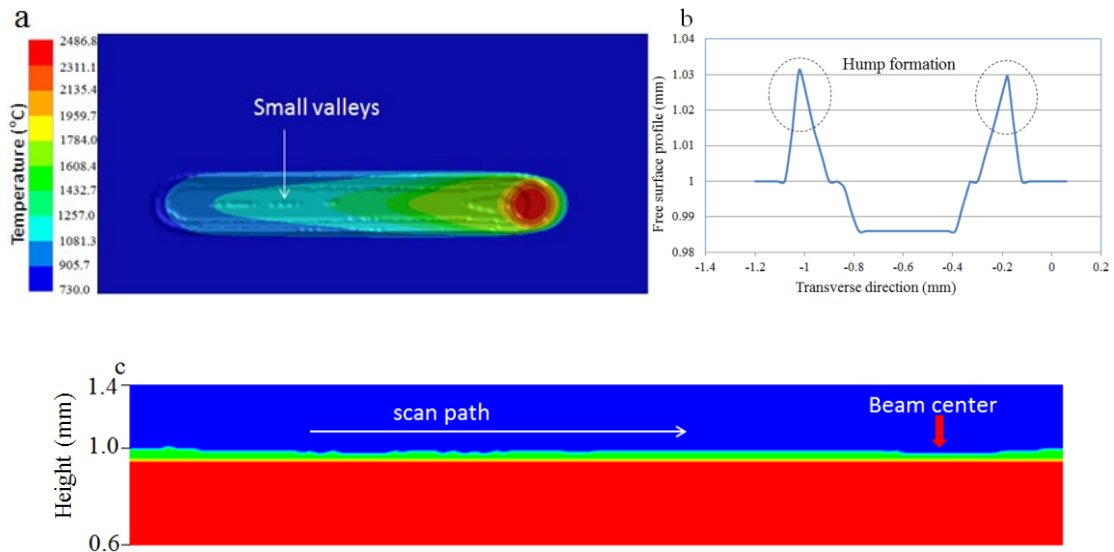 a
Temperature (°C)
2486.8
2311.1
2135.4
1959.7
1784.0
1608.4
1432.7
1257.0
1081.3
905.7
730.0
Small valleys
b
Free surface profile (mm)
1.04
1.03
1.02
1.01
1
0.99
0.98
Hump formation
-1.4 -1.2 -1 -0.8 -0.6 -0.4 -0.2 0 0.2
Transverse direction (mm)
c
Height (mm)
1.4
1.0
0.6
scan path
Beam center